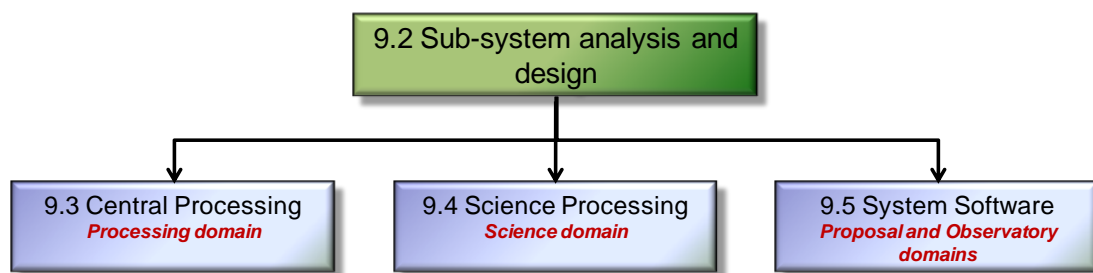 9.2 Sub-system analysis and
design
9.3 Central Processing
Processing domain
9.4 Science Processing
Science domain
9.5 System Software
Proposal and Observatory
domains